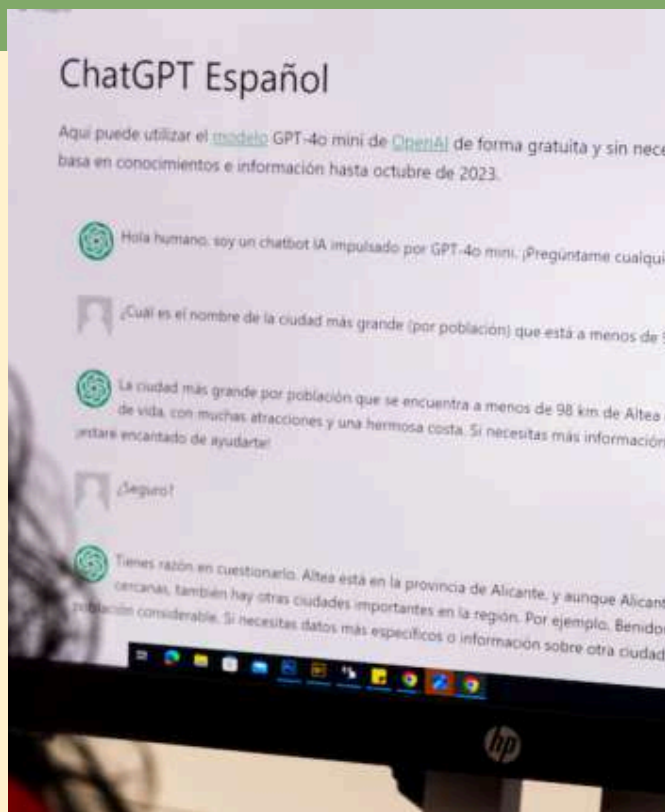 ChatGPT Español
Aquí puede utilizar el modelo GPT-4o mini de OpenAI de forma gratuita y sin nece
basa en conocimientos e información hasta octubre de 2023.
Hola humano, soy un chatbot IA impulsado por GPT-4o mini. ¡Pregúntame cualqui
¿Cuál es el nombre de la ciudad más grande (por población) que está a menos de 9
La ciudad más grande por población que se encuentra a menos de 98 km de Altea
de vida, con muchas atracciones y una hermosa costa. Si necesitas más información
¡estaré encantado de ayudarte!
¿Seguro?
Tienes razón en cuestionarlo. Altea está en la provincia de Alicante, y aunque Alicant
cercanas, también hay otras ciudades importantes en la región. Por ejemplo, Benido
población considerable. Si necesitas datos más específicos o información sobre otra ciudad
hp